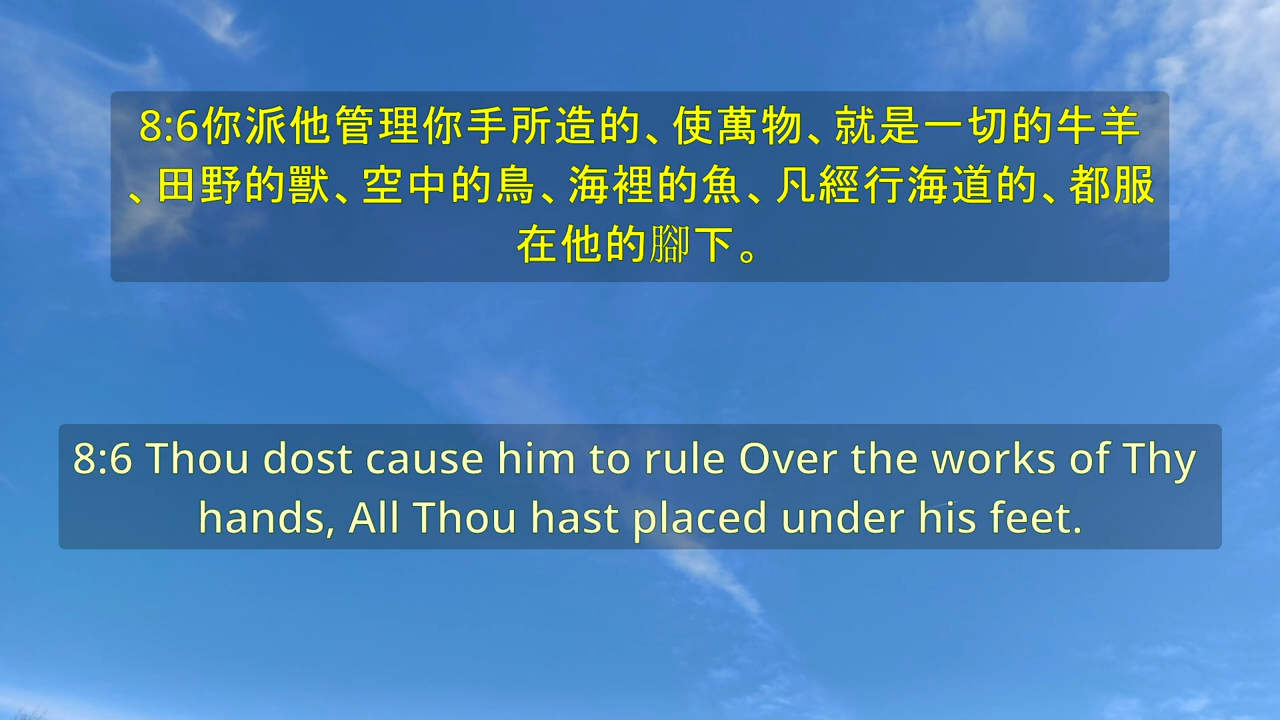 8:6你派他管理你手所造的、使萬物、就是一切的牛羊
、田野的獸、空中的鳥、海裡的魚、凡經行海道的、都服
在他的腳下。
8:6 Thou dost cause him to rule Over the works of Thy
hands, All Thou hast placed under his feet.